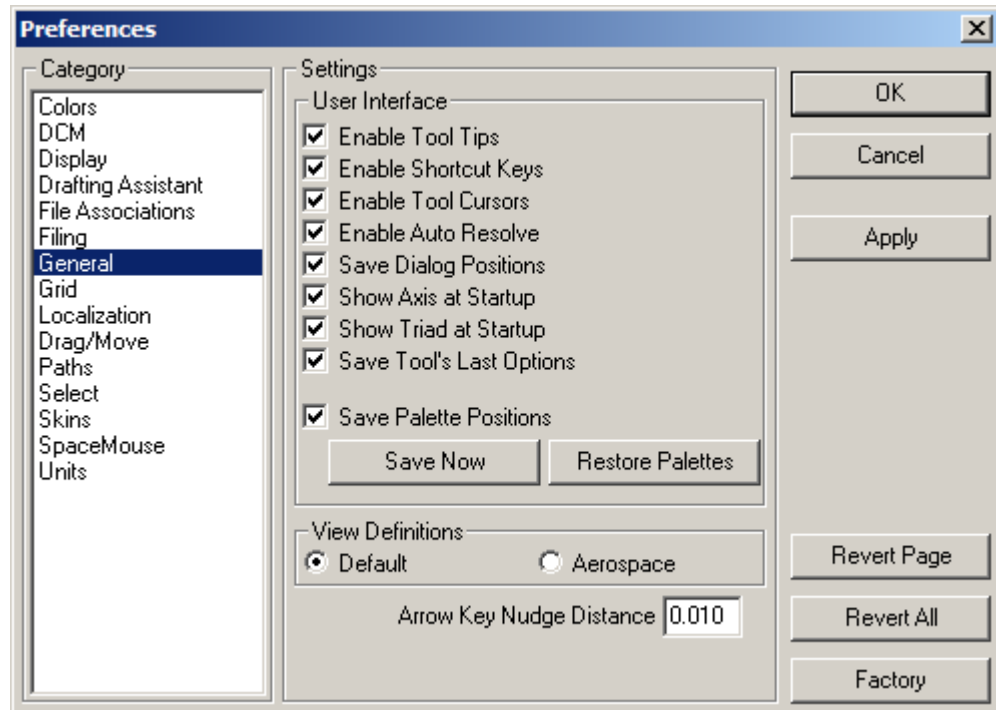 Preferences
Category
Colors
DCM
Display
Drafting Assistant
File Associations
Filing
General
Grid
Localization
Drag/Move
Paths
Select
Skins
SpaceMouse
Units
Settings
User Interface
Enable Tool Tips
Enable Shortcut Keys
Enable Tool Cursors
Enable Auto Resolve
Save Dialog Positions
Show Axis at Startup
Show Triad at Startup
Save Tool's Last Options
Save Palette Positions
Save Now
Restore Palettes
View Definitions
Default
Aerospace
Arrow Key Nudge Distance 0.010
OK
Cancel
Apply
Revert Page
Revert All
Factory